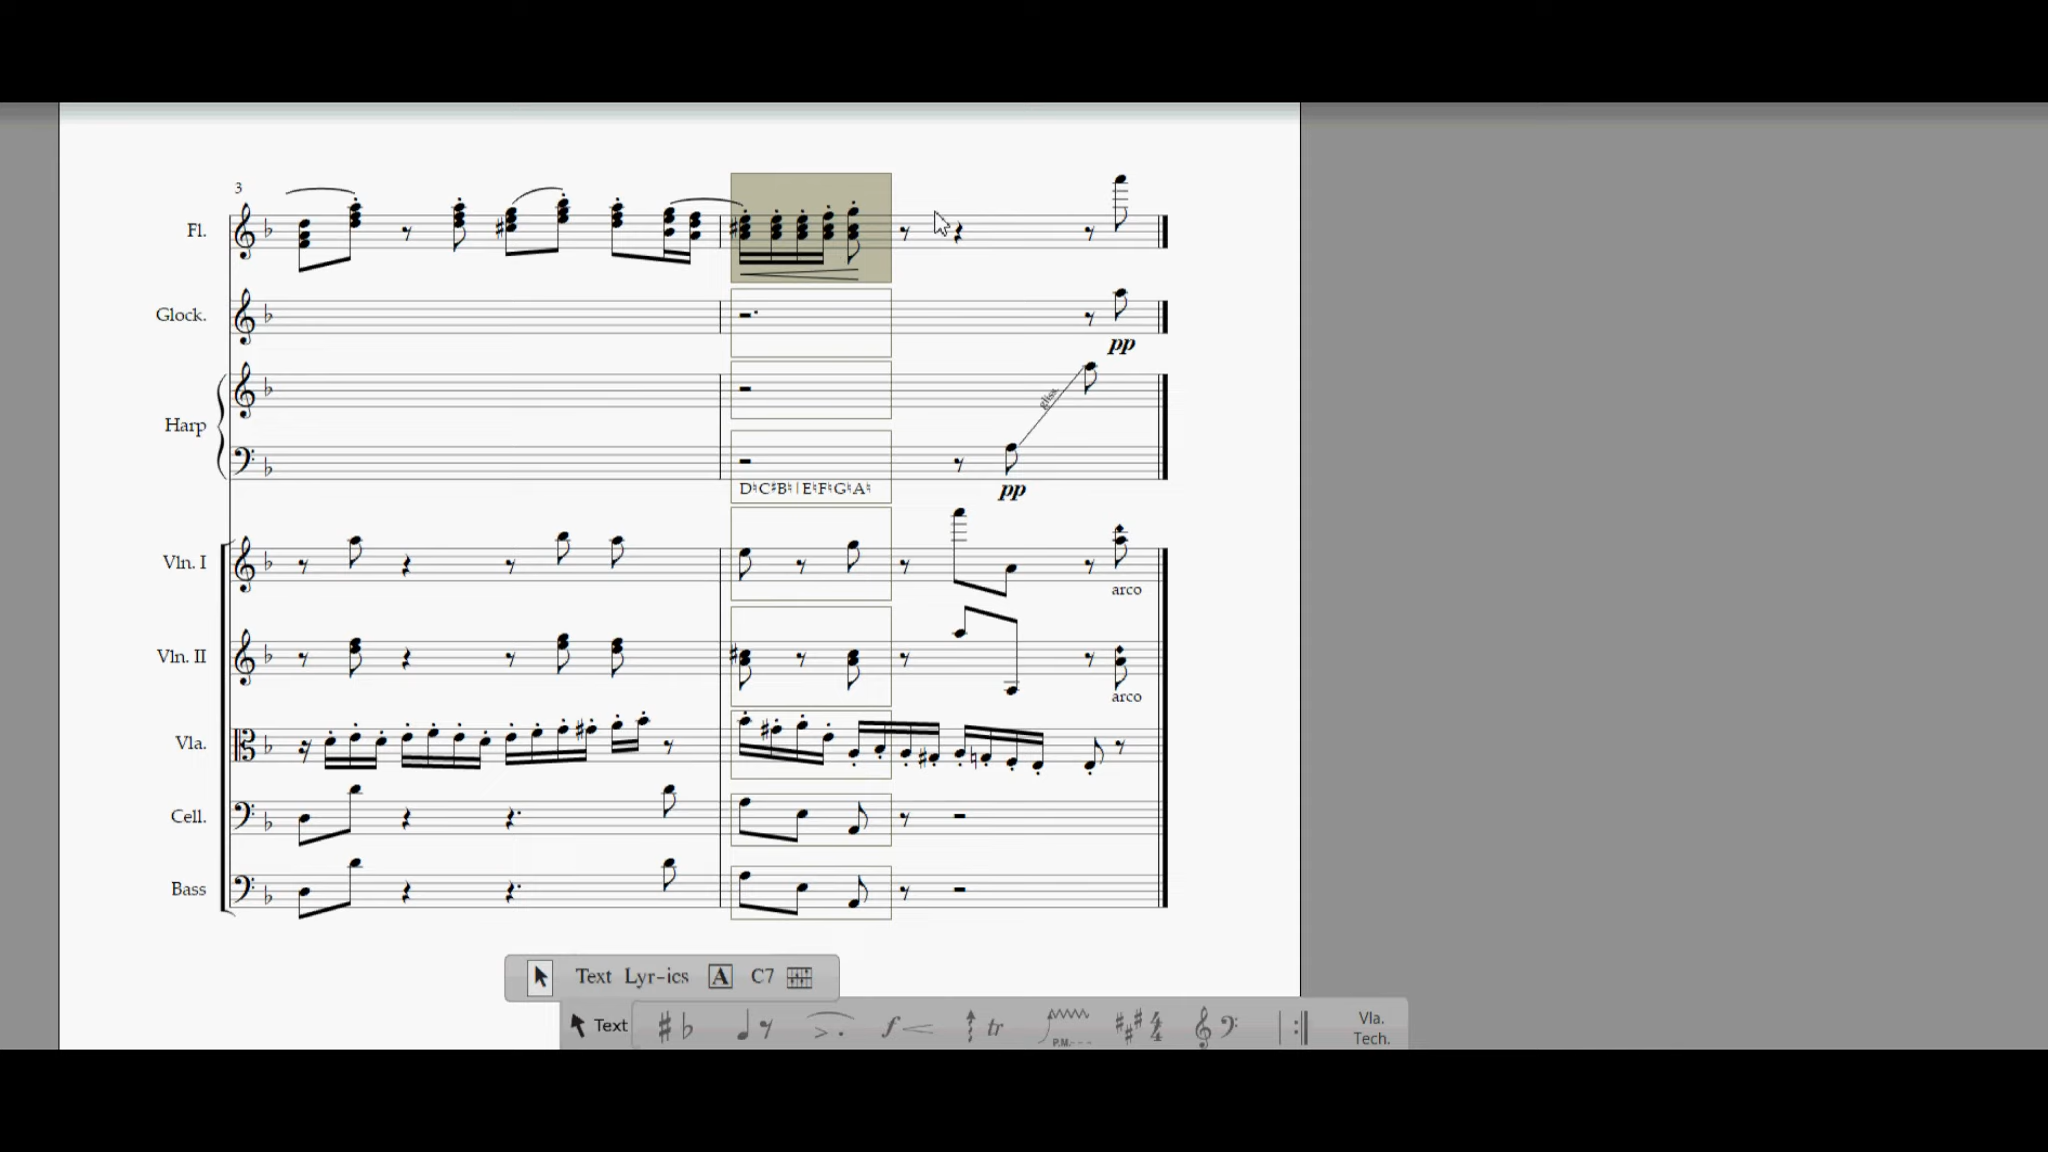 3
Fl.
Glock.
pp
Harp
gliss.
D♮C♯B♮|E♮F♮G♮A♮
pp
Vln. I
arco
Vln. II
arco
Vla.
Cell.
Bass
Text Lyr-ics A C7
Text
f
tr
P.M.
Vla.
Tech.